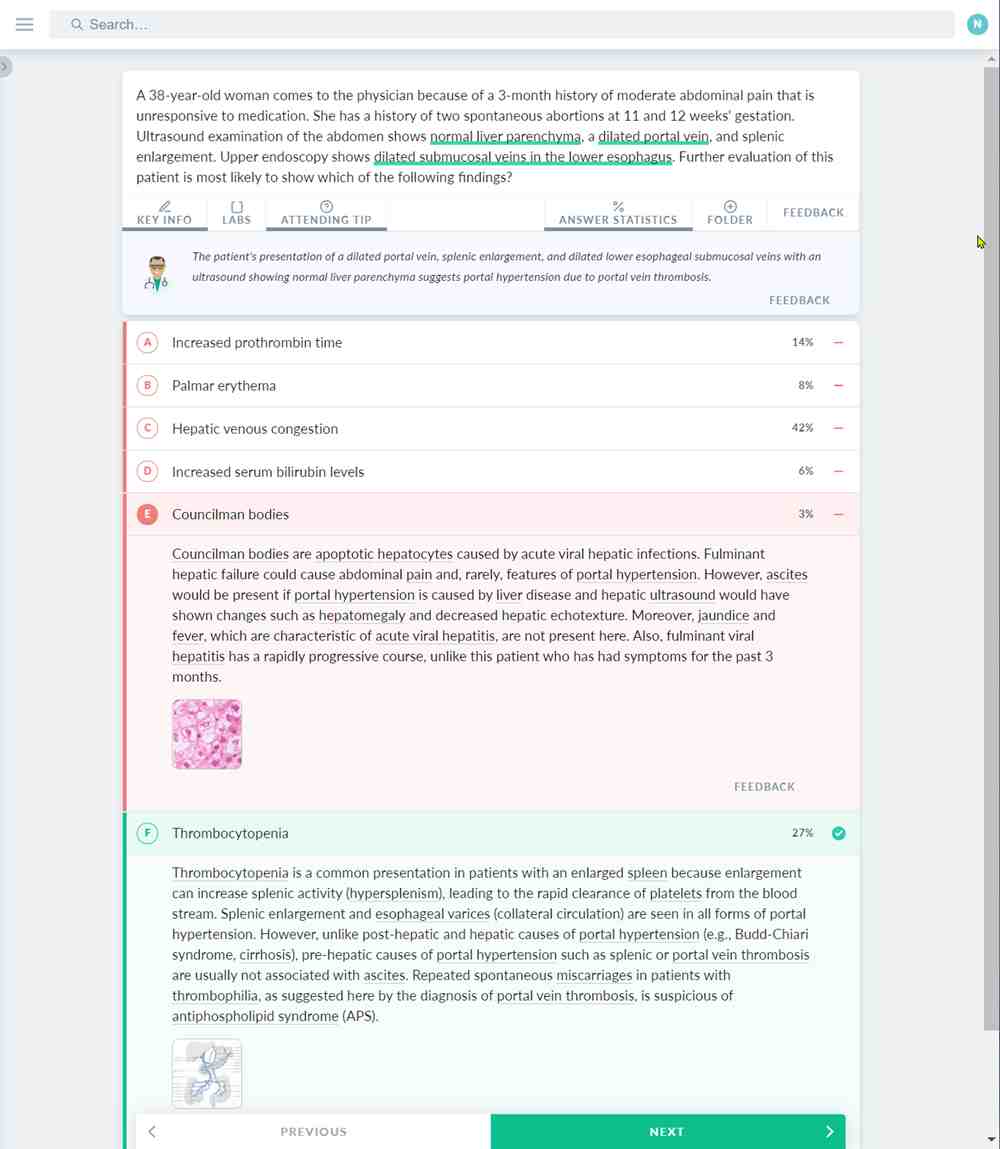 Search...
N
A 38-year-old woman comes to the physician because of a 3-month history of moderate abdominal pain that is
unresponsive to medication. She has a history of two spontaneous abortions at 11 and 12 weeks' gestation.
Ultrasound examination of the abdomen shows normal liver parenchyma, a dilated portal vein, and splenic
enlargement. Upper endoscopy shows dilated submucosal veins in the lower esophagus. Further evaluation of this
patient is most likely to show which of the following findings?
KEY INFO LABS ATTENDING TIP ANSWER STATISTICS FOLDER FEEDBACK
The patient's presentation of a dilated portal vein, splenic enlargement, and dilated lower esophageal submucosal veins with an
ultrasound showing normal liver parenchyma suggests portal hypertension due to portal vein thrombosis.
FEEDBACK
A Increased prothrombin time 14%
B Palmar erythema 8%
C Hepatic venous congestion 42%
D Increased serum bilirubin levels 6%
E Councilman bodies 3%
Councilman bodies are apoptotic hepatocytes caused by acute viral hepatic infections. Fulminant
hepatic failure could cause abdominal pain and, rarely, features of portal hypertension. However, ascites
would be present if portal hypertension is caused by liver disease and hepatic ultrasound would have
shown changes such as hepatomegaly and decreased hepatic echotexture. Moreover, jaundice and
fever, which are characteristic of acute viral hepatitis, are not present here. Also, fulminant viral
hepatitis has a rapidly progressive course, unlike this patient who has had symptoms for the past 3
months.
FEEDBACK
F Thrombocytopenia 27%
Thrombocytopenia is a common presentation in patients with an enlarged spleen because enlargement
can increase splenic activity (hypersplenism), leading to the rapid clearance of platelets from the blood
stream. Splenic enlargement and esophageal varices (collateral circulation) are seen in all forms of portal
hypertension. However, unlike post-hepatic and hepatic causes of portal hypertension (e.g., Budd-Chiari
syndrome, cirrhosis), pre-hepatic causes of portal hypertension such as splenic or portal vein thrombosis
are usually not associated with ascites. Repeated spontaneous miscarriages in patients with
thrombophilia, as suggested here by the diagnosis of portal vein thrombosis, is suspicious of
antiphospholipid syndrome (APS).
PREVIOUS NEXT